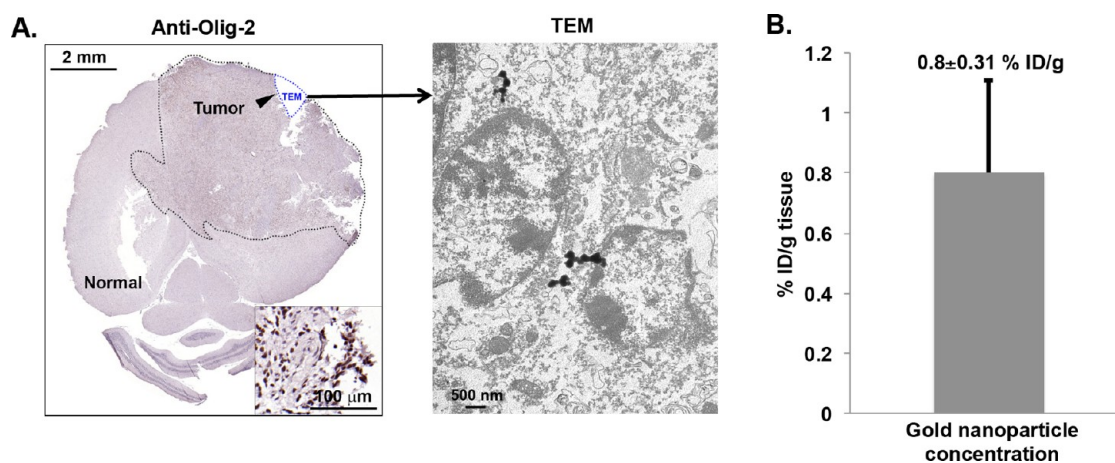 A.
Anti-Olig-2
2 mm
Tumor
TEM
Normal
100 μm
TEM
500 nm
B.
0.8±0.31 % ID/g
% ID/g tissue
1.2
1
0.8
0.6
0.4
0.2
0
Gold nanoparticle
concentration